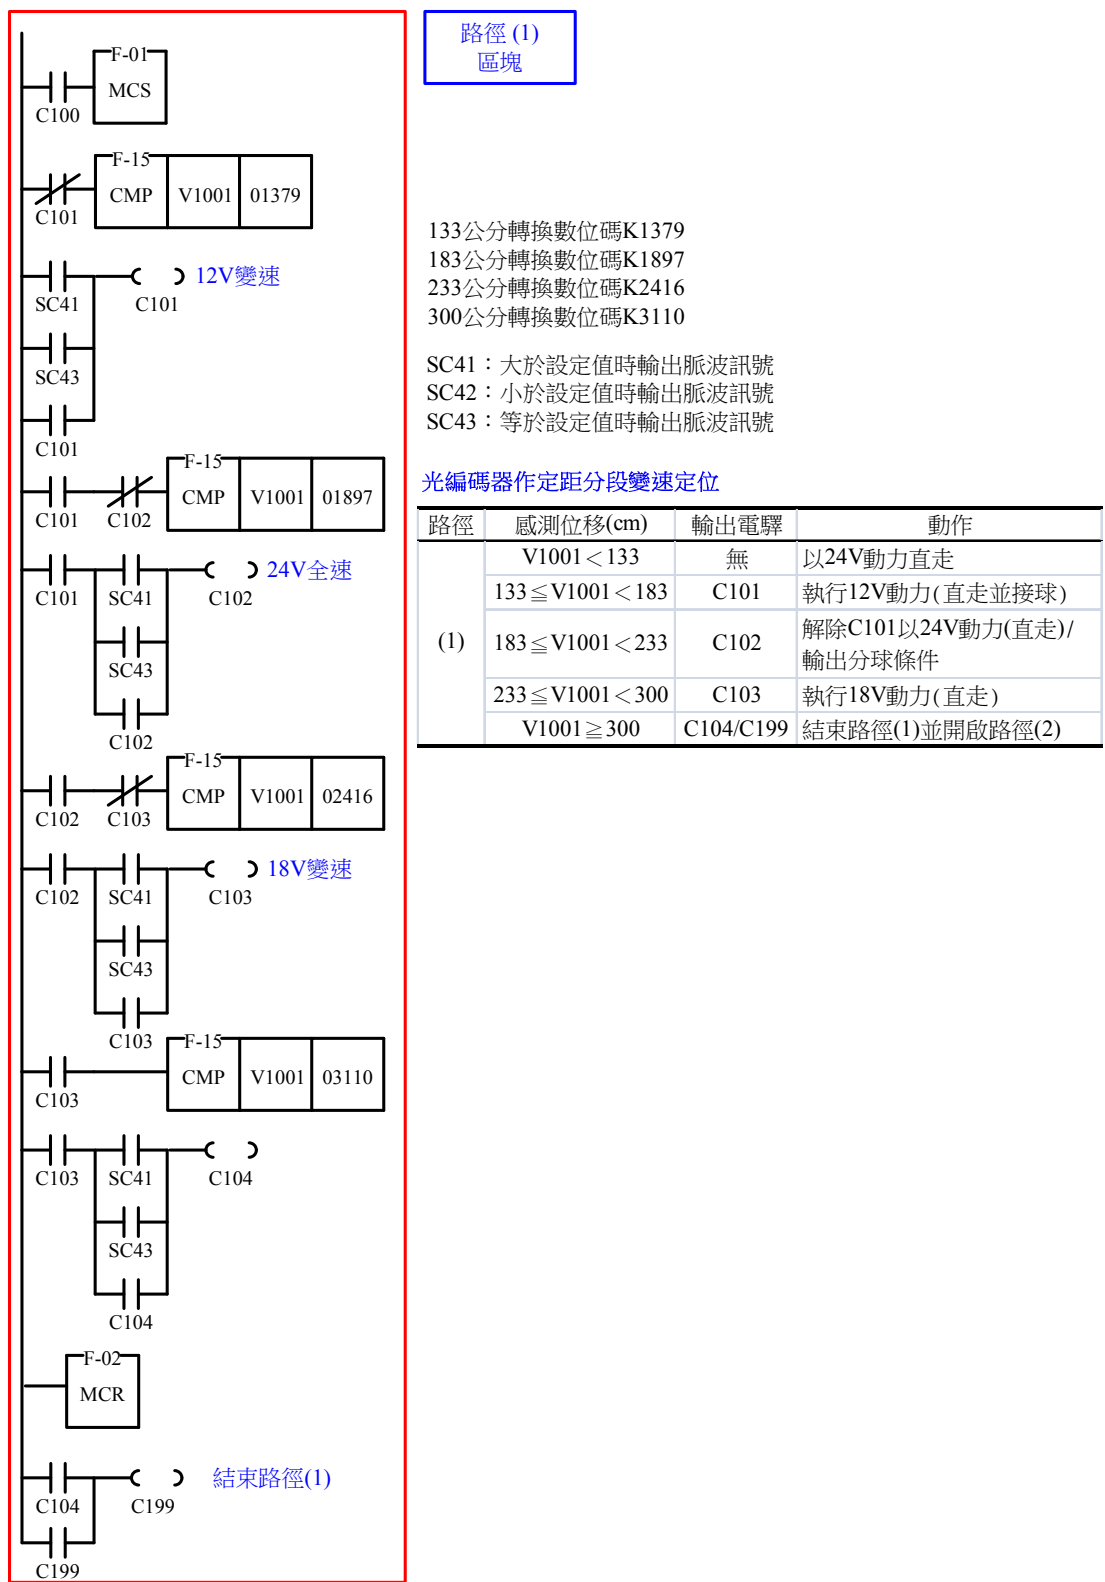 路徑 (1)
區塊
F-01
MCS
C100
F-15
CMP V1001 01379
C101
12V變速
SC41 C101
SC43
C101
F-15
CMP V1001 01897
C101 C102
24V全速
C101 SC41 C102
SC43
C102
F-15
CMP V1001 02416
C102 C103
18V變速
C102 SC41 C103
SC43
C103
F-15
CMP V1001 03110
C103
C103 SC41 C104
SC43
C104
F-02
MCR
結束路徑(1)
C104 C199
C199
133公分轉換數位碼K1379
183公分轉換數位碼K1897
233公分轉換數位碼K2416
300公分轉換數位碼K3110
SC41：大於設定值時輸出脈波訊號
SC42：小於設定值時輸出脈波訊號
SC43：等於設定值時輸出脈波訊號
光編碼器作定距分段變速定位
路徑 感測位移(cm) 輸出電驛 動作
(1)
V1001＜133 無 以24V動力直走
133≦V1001＜183 C101 執行12V動力(直走並接球)
183≦V1001＜233 C102 解除C101以24V動力(直走)/
輸出分球條件
233≦V1001＜300 C103 執行18V動力(直走)
V1001≧300 C104/C199 結束路徑(1)並開啟路徑(2)